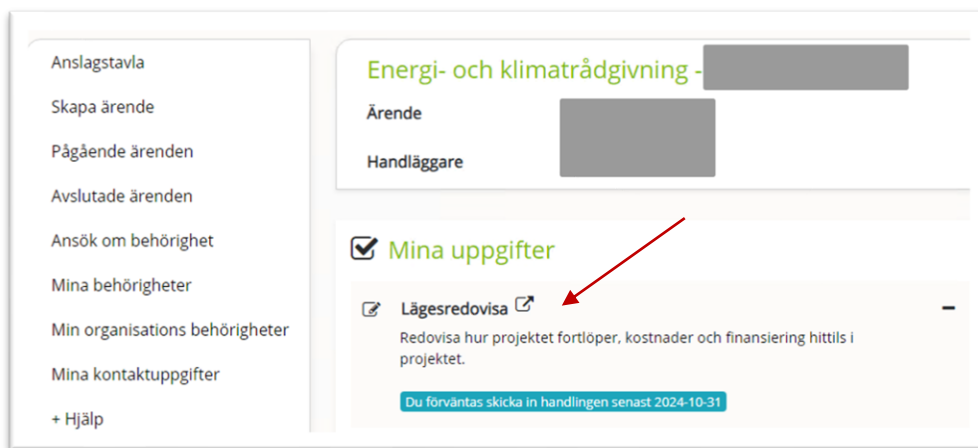 Anslagstavla
Skapa ärende
Pågående ärenden
Avslutade ärenden
Ansök om behörighet
Mina behörigheter
Min organisations behörigheter
Mina kontaktuppgifter
+ Hjälp
Energi- och klimatrådgivning -
Ärende
Handläggare
Mina uppgifter
Lägesredovisa
Redovisa hur projektet fortlöper, kostnader och finansiering hittils i
projektet.
Du förväntas skicka in handlingen senast 2024-10-31